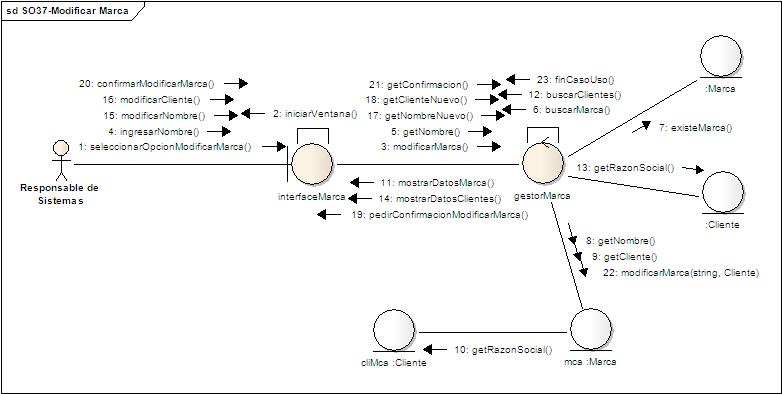 sd SO37-Modificar Marca
:Marca
20: confirmarModificarMarca()
16: modificarCliente()
15: modificarNombre()
4: ingresarNombre()
1: seleccionarOpcionModificarMarca()
2: iniciarVentana()
21: getConfirmacion()
18: getClienteNuevo()
17: getNombreNuevo()
5: getNombre()
3: modificarMarca()
23: finCasoUso()
12: buscarClientes()
6: buscarMarca()
7: existeMarca()
13: getRazonSocial()
Responsable de
Sistemas
interfaceMarca
gestorMarca
:Cliente
11: mostrarDatosMarca()
14: mostrarDatosClientes()
19: pedirConfirmacionModificarMarca()
8: getNombre()
9: getCliente()
22: modificarMarca(string, Cliente)
10: getRazonSocial()
cliMca :Cliente
mca :Marca